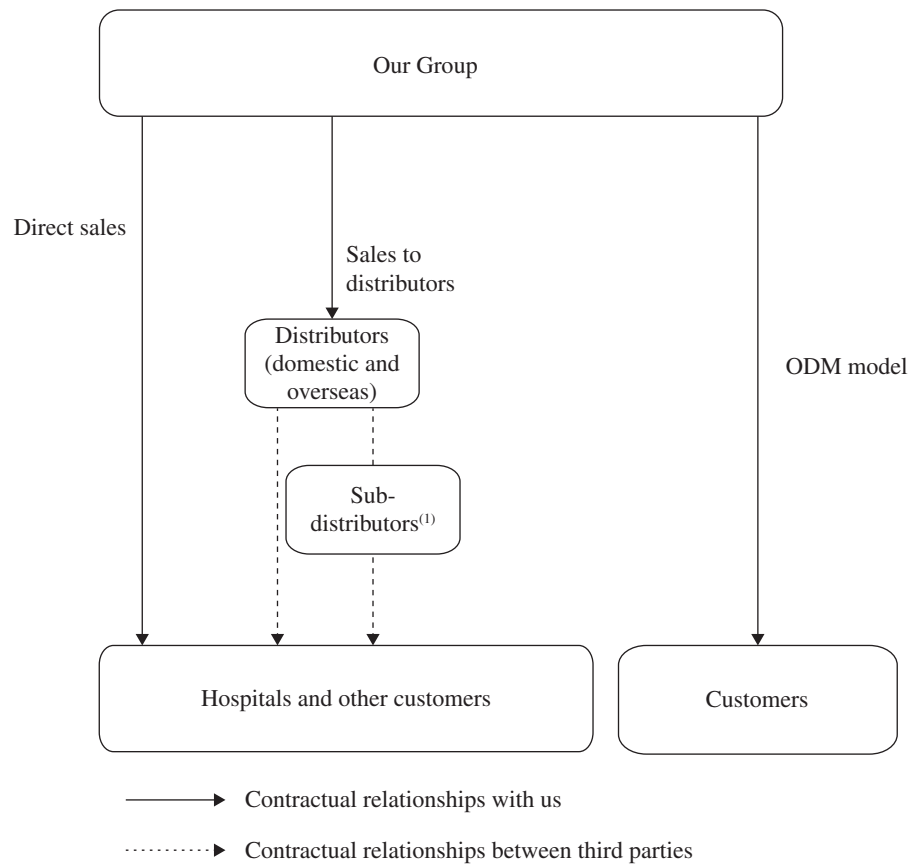 Our Group
Direct sales
Sales to
distributors
Distributors
(domestic and
overseas)
ODM model
Sub-
distributors(1)
Hospitals and other customers
Customers
Contractual relationships with us
Contractual relationships between third parties